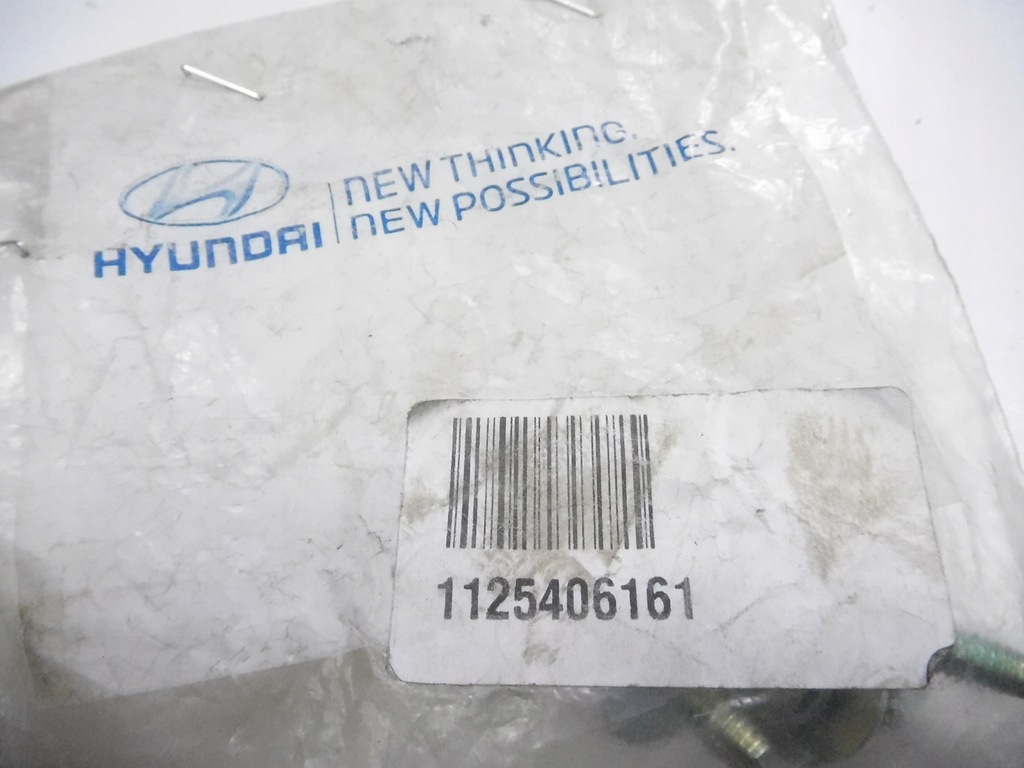 HYUNDAI
NEW THINKING.
NEW POSSIBILITIES.
1125406161